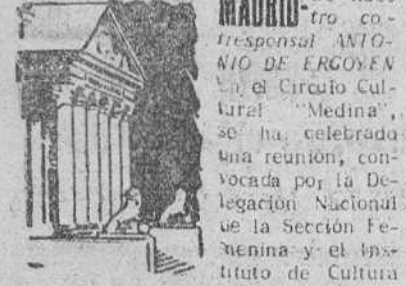 MADRID-
tro co-
rresponsal ANTO-
NIO DE ERGOYEN
En el Circulo Cul-
tural "Medina",
se ha celebrado
una reunión, con-
vocada por la De-
legación Nacional
de la Sección Fe-
menina y el Ins-
tituto de Cultura